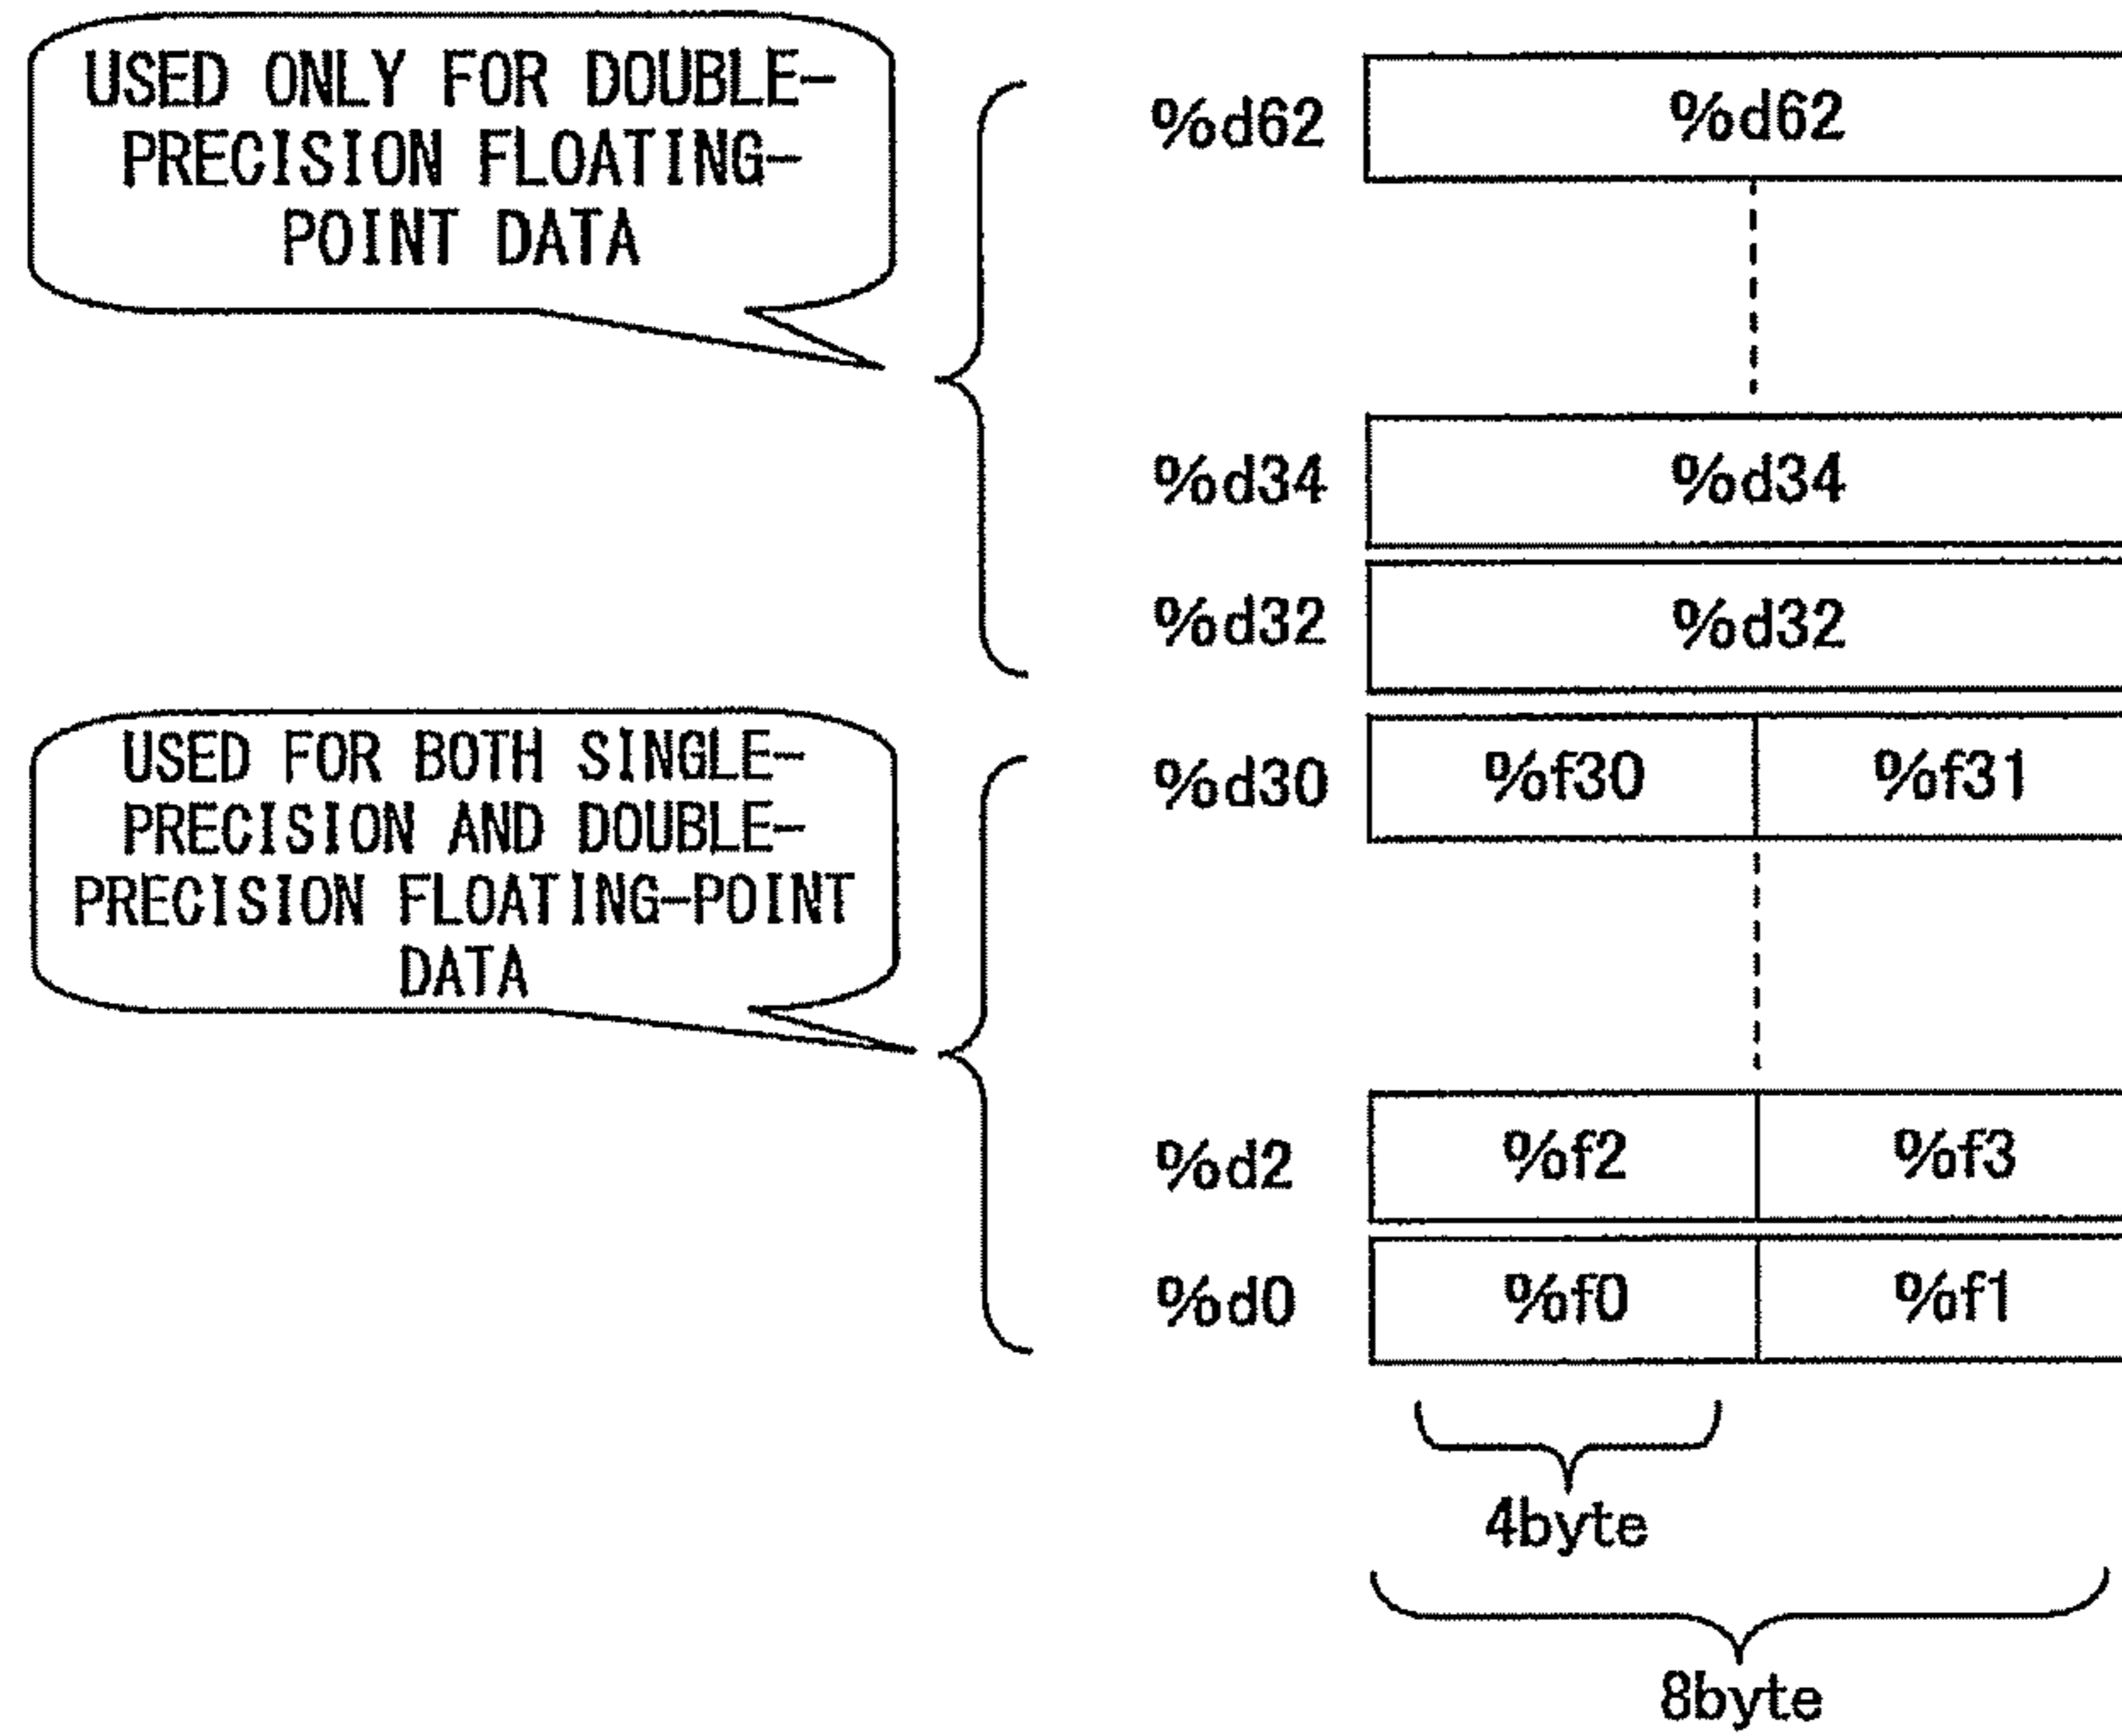 USED ONLY FOR DOUBLE-
PRECISION FLOATING-
POINT DATA
%d62 %d62
%d34 %d34
%d32 %d32
USED FOR BOTH SINGLE-
PRECISION AND DOUBLE-
PRECISION FLOATING-POINT
DATA
%d30 %f30 %f31
%d2 %f2 %f3
%d0 %f0 %f1
4byte
8byte